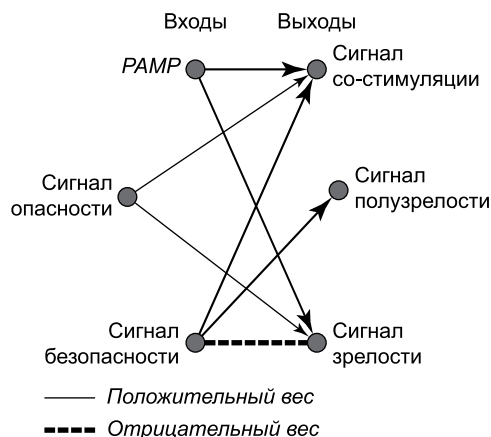 Входы Выходы
PAMP
Сигнал
со-стимуляции
Сигнал
опасности
Сигнал
полузрелости
Сигнал
безопасности
Сигнал
зрелости
Положительный вес
Отрицательный вес